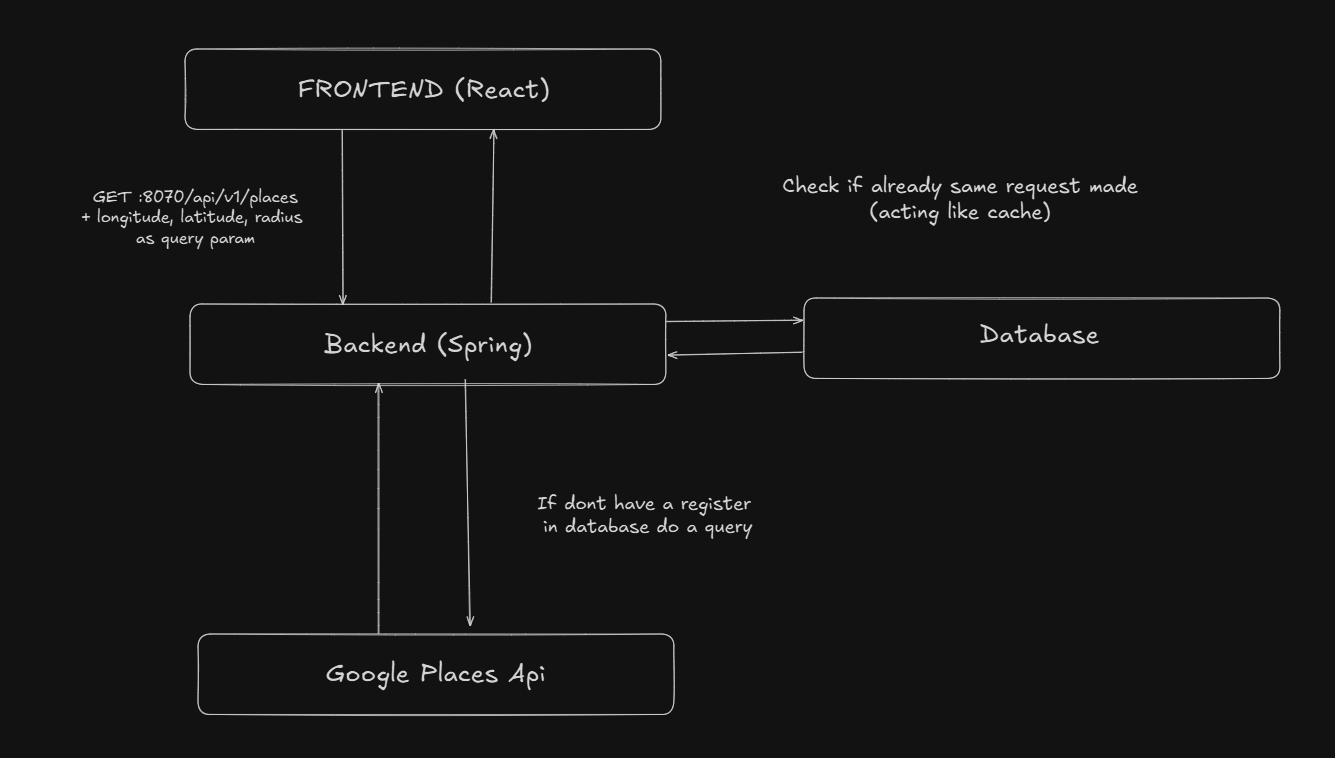 FRONTEND (React)
GET :8070/api/v1/places
+ longitude, latitude, radius
as query param
Check if already same request made
(acting like cache)
Backend (Spring)
Database
If dont have a register
in database do a query
Google Places Api